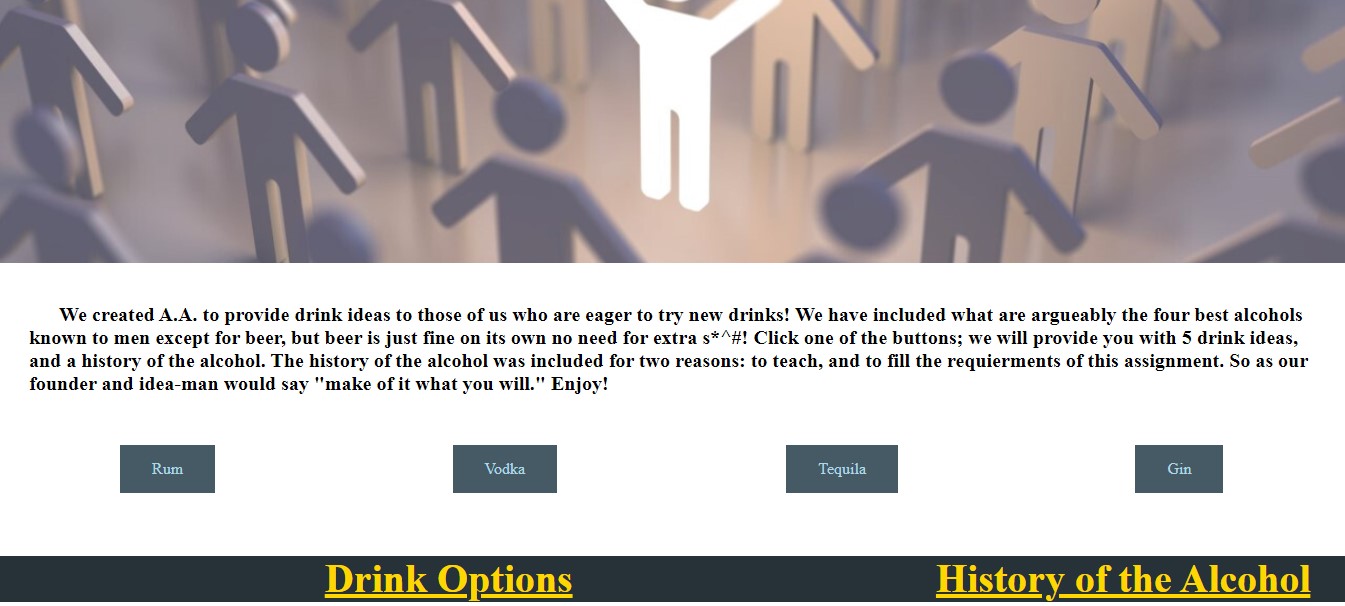 We created A.A. to provide drink ideas to those of us who are eager to try new drinks! We have included what are argueably the four best alcohols
known to men except for beer, but beer is just fine on its own no need for extra s*^#! Click one of the buttons; we will provide you with 5 drink ideas,
and a history of the alcohol. The history of the alcohol was included for two reasons: to teach, and to fill the requierments of this assignment. So as our
founder and idea-man would say "make of it what you will." Enjoy!
Rum Vodka Tequila Gin
Drink Options History of the Alcohol